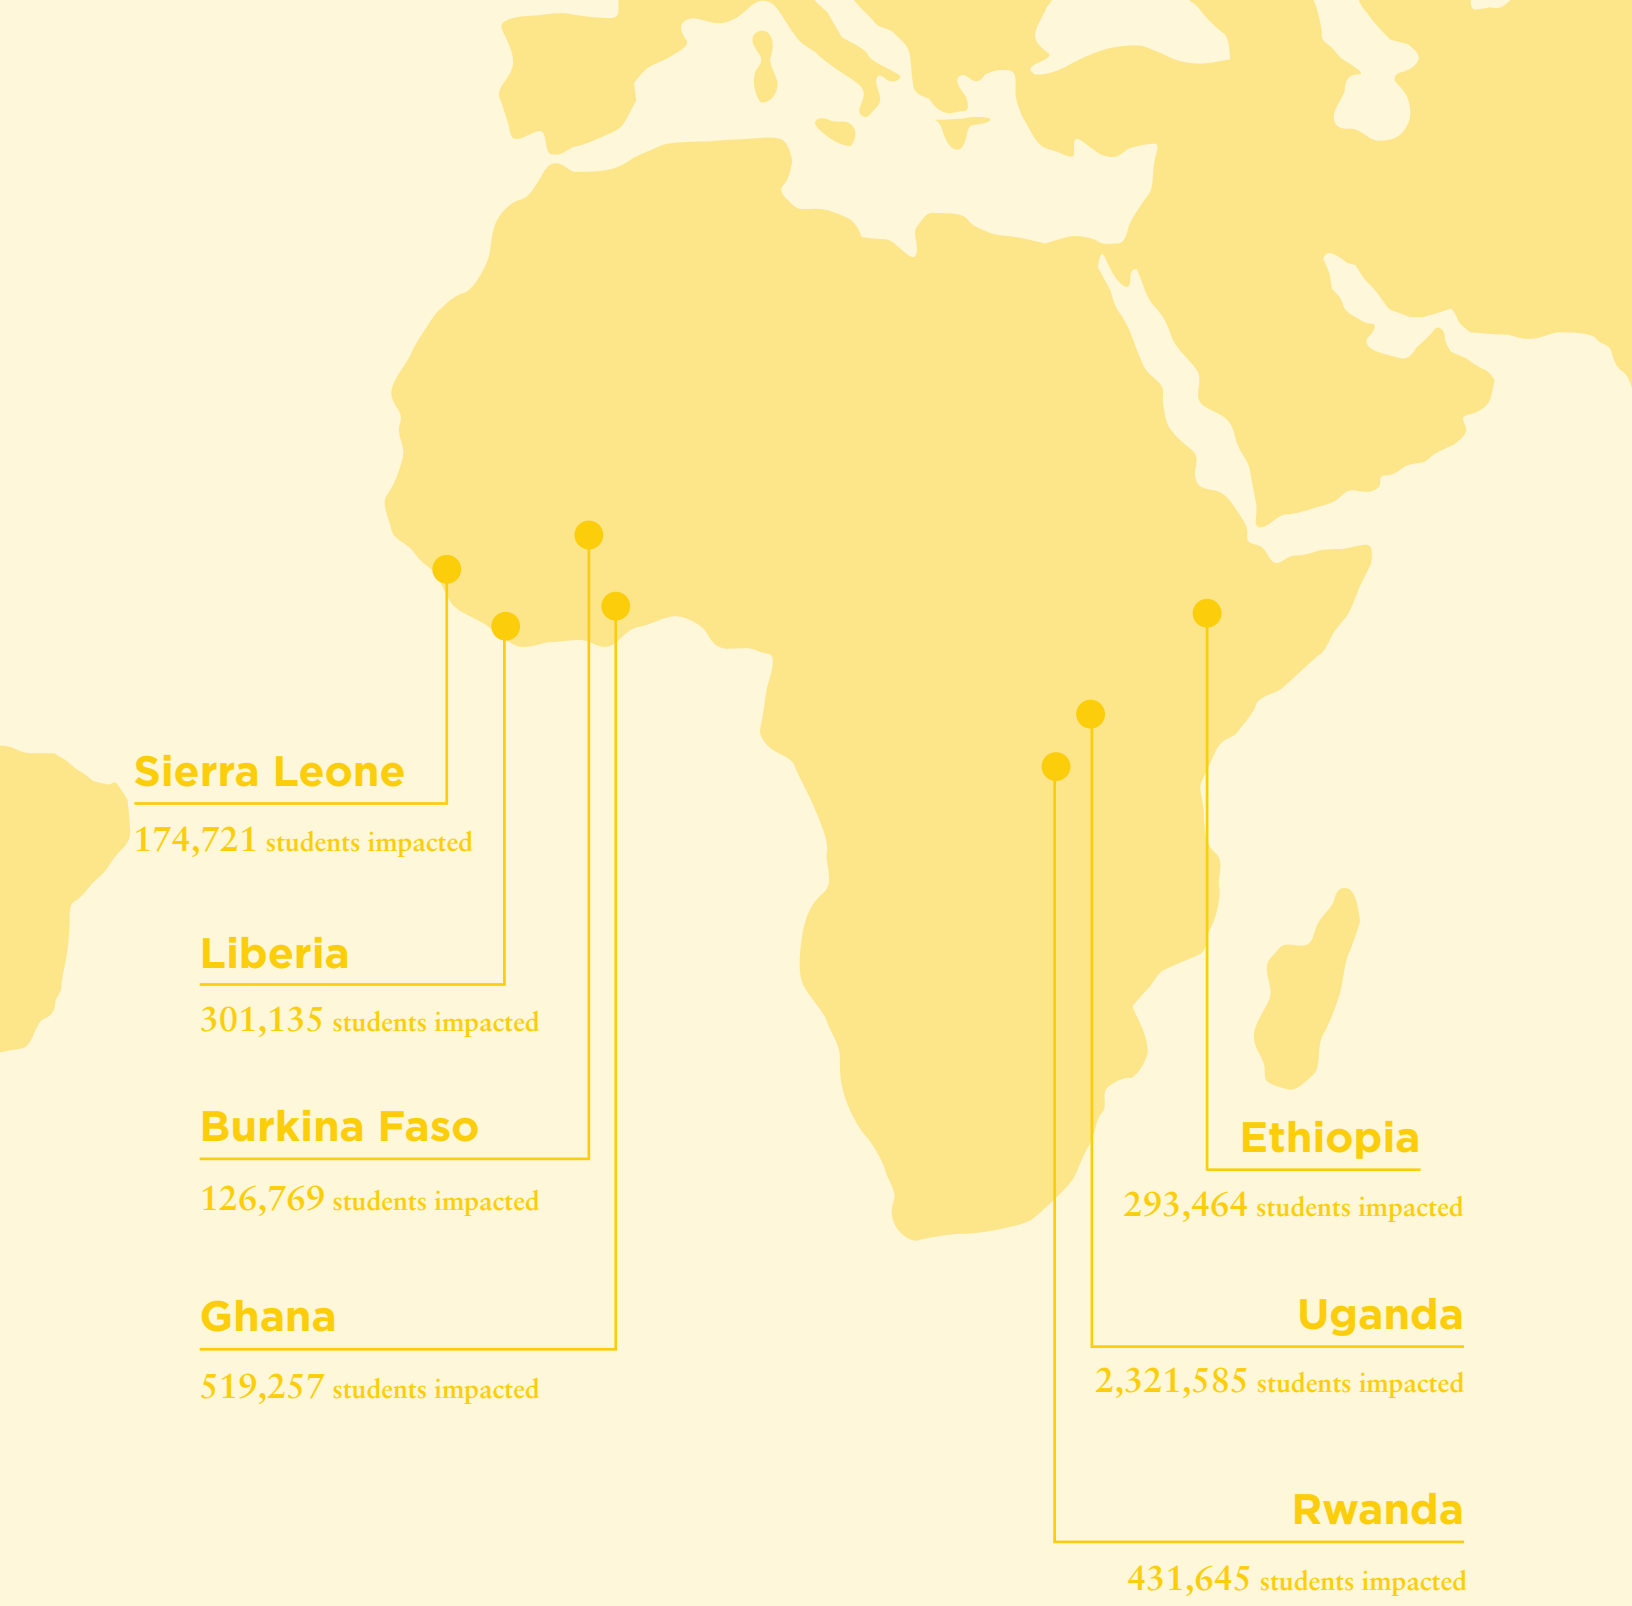 Sierra Leone
174,721 students impacted
Liberia
301,135 students impacted
Burkina Faso
126,769 students impacted
Ghana
519,257 students impacted
Ethiopia
293,464 students impacted
Uganda
2,321,585 students impacted
Rwanda
431,645 students impacted